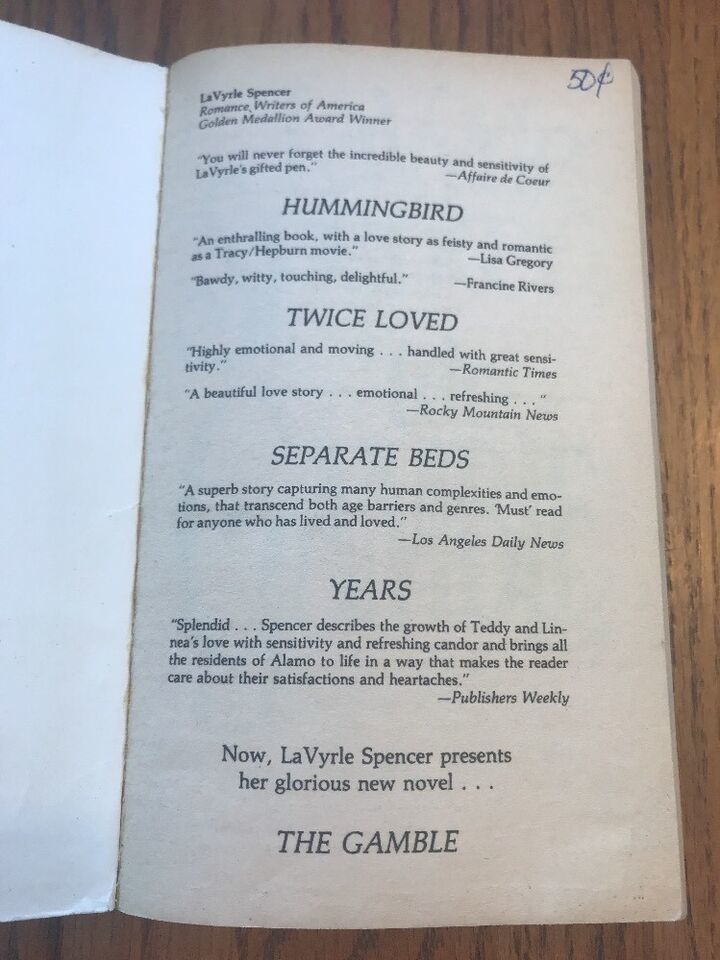 50¢
LaVyrle Spencer
Romance Writers of America
Golden Medallion Award Winner
"You will never forget the incredible beauty and sensitivity of
LaVyrle's gifted pen." —Affaire de Coeur
HUMMINGBIRD
"An enthralling book, with a love story as feisty and romantic
as a Tracy/Hepburn movie." —Lisa Gregory
"Bawdy, witty, touching, delightful." —Francine Rivers
TWICE LOVED
"Highly emotional and moving . . . handled with great sensi-
tivity." —Romantic Times
"A beautiful love story . . . emotional . . . refreshing . . ."
—Rocky Mountain News
SEPARATE BEDS
"A superb story capturing many human complexities and emo-
tions, that transcend both age barriers and genres. 'Must' read
for anyone who has lived and loved."
—Los Angeles Daily News
YEARS
"Splendid . . . Spencer describes the growth of Teddy and Lin-
nea's love with sensitivity and refreshing candor and brings all
the residents of Alamo to life in a way that makes the reader
care about their satisfactions and heartaches."
—Publishers Weekly
Now, LaVyrle Spencer presents
her glorious new novel . . .
THE GAMBLE